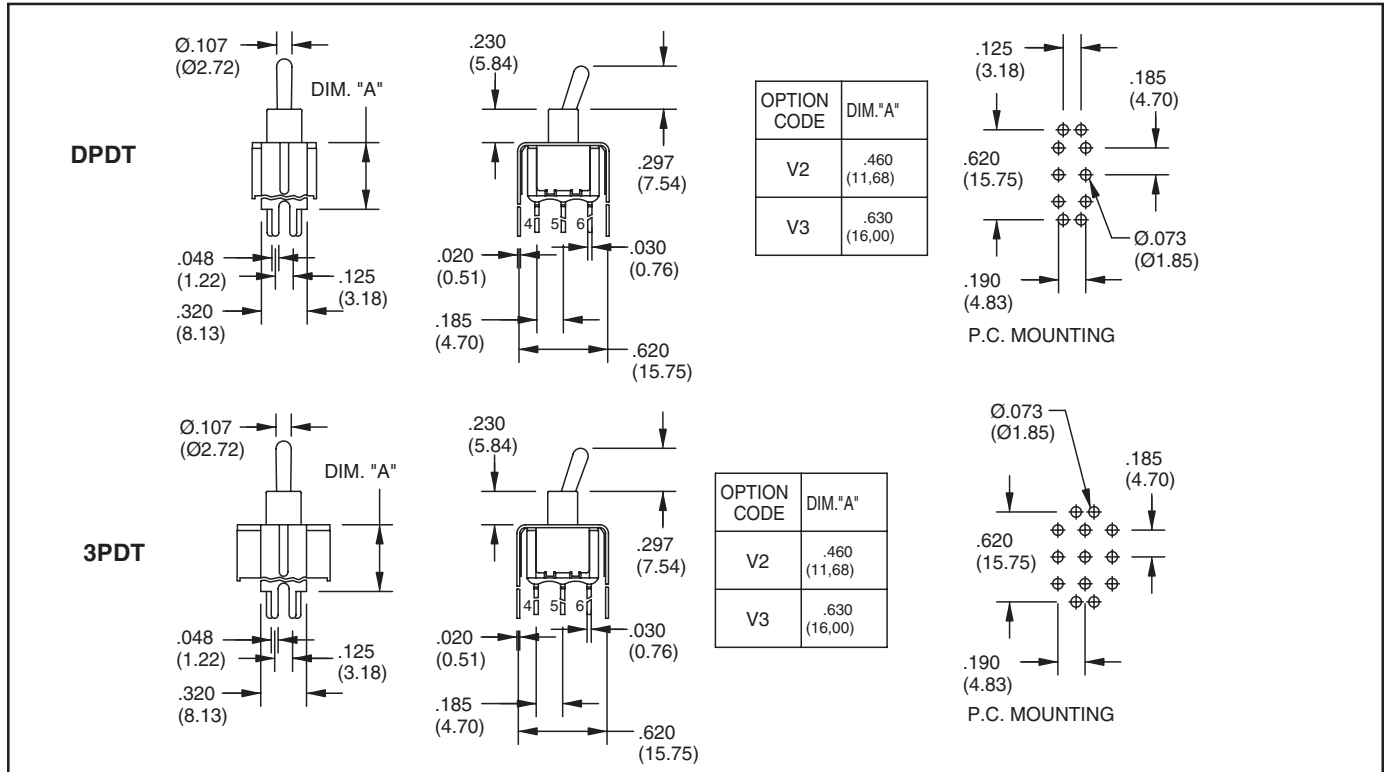 DPDT
Ø.107
(Ø2.72)
DIM. "A"
.048
(1.22)
.125
(3.18)
.320
(8.13)
.230
(5.84)
.297
(7.54)
4 5 6
.020
(0.51)
.030
(0.76)
.185
(4.70)
.620
(15.75)
OPTION CODE DIM."A"
V2 .460 (11,68)
V3 .630 (16,00)
.125
(3.18)
.185
(4.70)
.620
(15.75)
Ø.073
(Ø1.85)
.190
(4.83)
P.C. MOUNTING
3PDT
Ø.107
(Ø2.72)
DIM. "A"
.048
(1.22)
.125
(3.18)
.320
(8.13)
.230
(5.84)
.297
(7.54)
4 5 6
.020
(0.51)
.030
(0.76)
.185
(4.70)
.620
(15.75)
OPTION CODE DIM."A"
V2 .460 (11,68)
V3 .630 (16,00)
Ø.073
(Ø1.85)
.185
(4.70)
.620
(15.75)
.190
(4.83)
P.C. MOUNTING